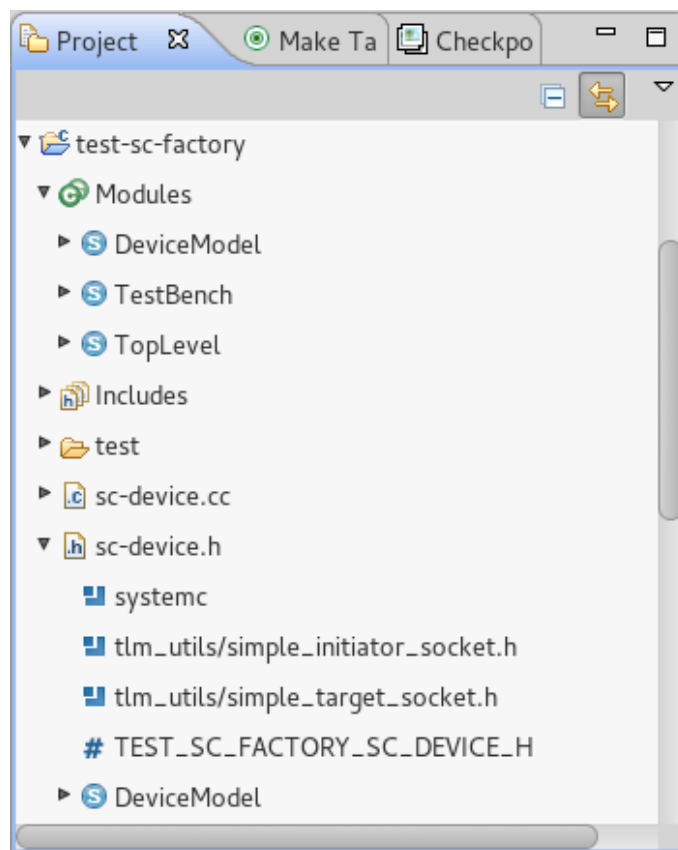 Project Make Ta Checkpo
test-sc-factory
Modules
DeviceModel
TestBench
TopLevel
Includes
test
sc-device.cc
sc-device.h
systemc
tlm_utils/simple_initiator_socket.h
tlm_utils/simple_target_socket.h
# TEST_SC_FACTORY_SC_DEVICE_H
DeviceModel